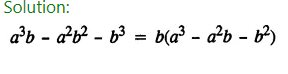 Solution:
a³b - a²b² - b³ = b(a³ - a²b - b²)